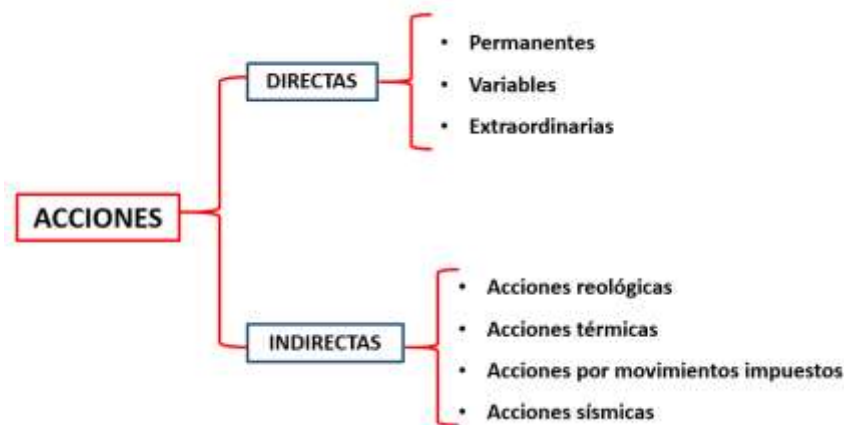 ACCIONES
DIRECTAS
• Permanentes
• Variables
• Extraordinarias
INDIRECTAS
• Acciones reológicas
• Acciones térmicas
• Acciones por movimientos impuestos
• Acciones sísmicas